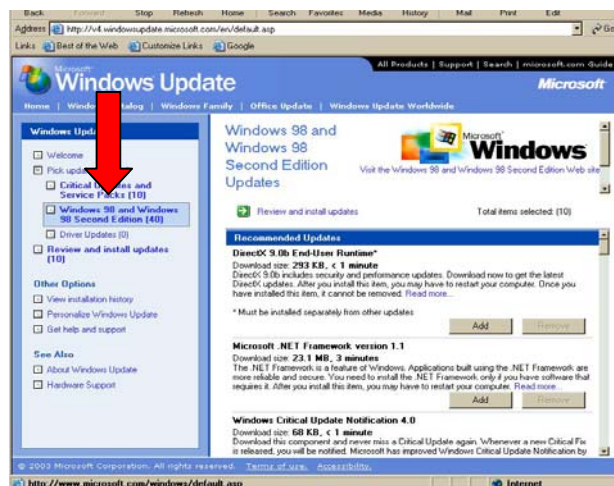 Back Forward Stop Refresh Home Search Favorites Media History Mail Print Edit
Address http://v4.windowsupdate.microsoft.com/en/default.asp Go
Links Best of the Web Customize Links Google
All Products | Support | Search | microsoft.com Guide
Microsoft
Windows Update
Microsoft
Home | Windows Catalog | Windows Family | Office Update | Windows Update Worldwide
Windows Upda
Welcome
Pick upda
Critical Updates and
Service Packs (10)
Windows 98 and Windows
98 Second Edition (40)
Driver Updates (0)
Review and install updates
(10)
Other Options
View installation history
Personalize Windows Update
Get help and support
See Also
About Windows Update
Hardware Support
Windows 98 and
Windows 98
Second Edition
Updates
Microsoft
Windows
Visit the Windows 98 and Windows 98 Second Edition Web site
Review and install updates
Total items selected: (10)
Recommended Updates
DirectX 9.0b End-User
Runtime*
Download size: 293 KB, < 1 minute
DirectX 9.0b includes security and performance updates. Download now to get the latest
DirectX updates. After you install this item, you may have to restart your computer. Once you
have installed this item, it cannot be removed. Read more...
* Must be installed separately from other updates
Add Remove
Microsoft .NET Framework version 1.1
Download size: 23.1 MB, 3 minutes
The .NET Framework is a feature of Windows. Applications built using the .NET Framework are
more reliable and secure. You need to install the .NET Framework only if you have software that
requires it. After you install this item, you may have to restart your computer. Read more...
Add Remove
Windows Critical Update Notification 4.0
Download size: 68 KB, < 1 minute
Download this component and never miss a Critical Update again. Whenever a new Critical Fix
is released, you will be notified. Microsoft has improved Windows Critical Update Notification by
© 2003 Microsoft Corporation. All rights reserved. Terms of use. Accessibility.
http://www.microsoft.com/windows/default.asp Internet